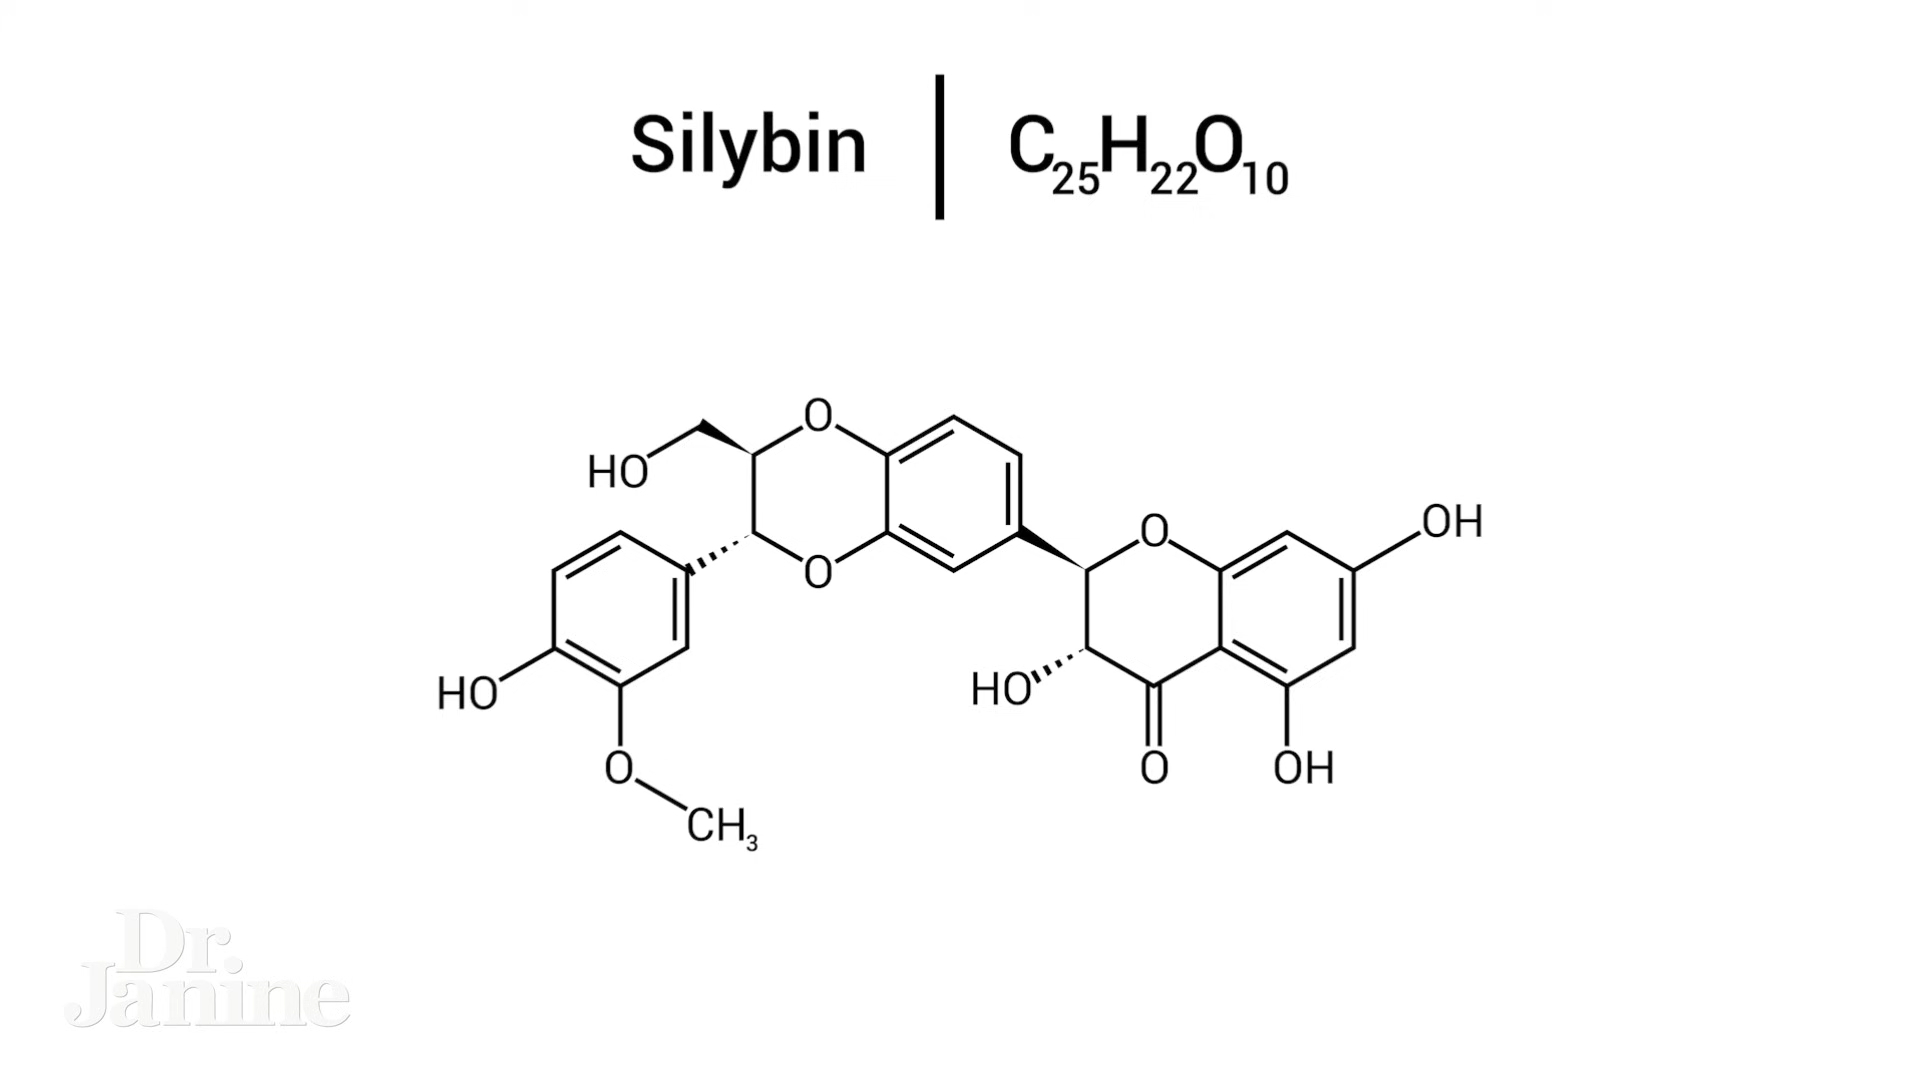 Silybin | C₂₅H₂₂O₁₀
O
HO
OH
O
O
HO
HO
O
O
OH
CH₃
Dr.
Janine